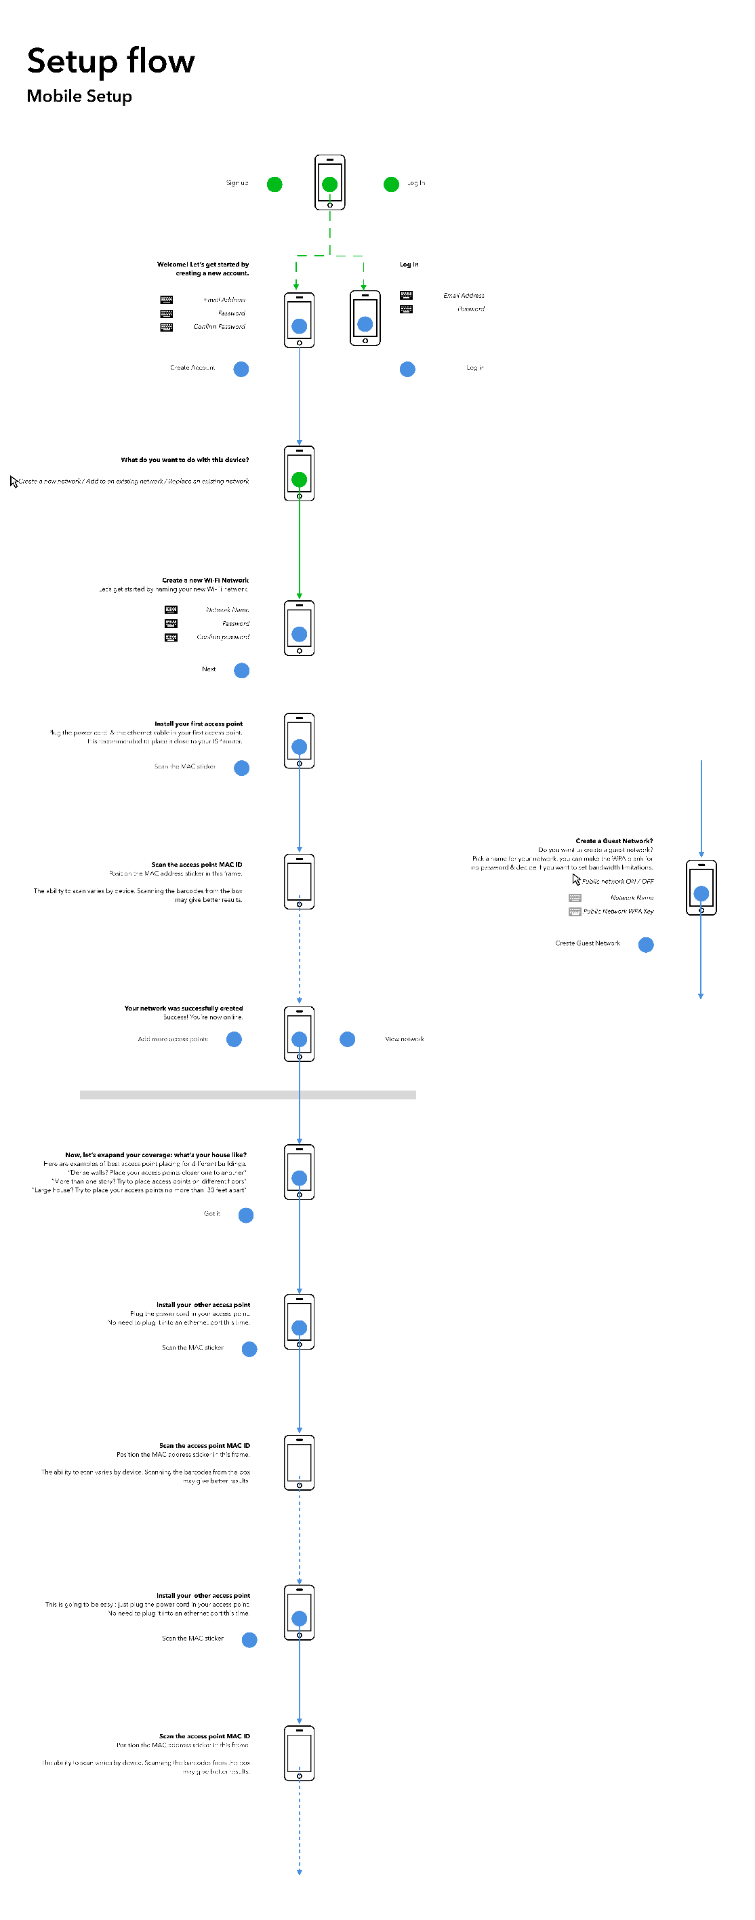 Setup flow
Mobile Setup
Sign up
Log In
Welcome! Let's get started by
creating a new account.
Email Address
Password
Confirm Password
Create Account
Log In
Email Address
Password
Log in
What do you want to do with this device?
Create a new network / Add to an existing network / Replace an existing network
Create a new Wi-Fi Network
Lets get started by naming your new Wi-Fi network.
Network Name
Password
Confirm password
Next
Install your first access point
Plug the power cord & the ethernet cable in your first access point.
It is recommended to place it close to your ISP router.
Scan the MAC sticker
Scan the access point MAC ID
Position the MAC address sticker in this frame.
The ability to scan varies by device. Scanning the barcodes from the box
may give better results.
Create a Guest Network?
Do you want us create a guest network?
Pick a name for your network, you can make the WPA blank for
no password & decide if you want to set bandwidth limitations.
Public network ON / OFF
Network Name
Public Network WPA Key
Create Guest Network
Your network was successfully created
Success! You're now online.
Add more access points
View network
Now, let's exapand your coverage: what's your house like?
Here are examples of best access point placing for different buildings.
"Dense walls? Place your access points closer one to another"
"More than one story? Try to place access points on different floors"
"Large house? Try to place your access points no more than 33 feet apart"
Got it
Install your other access point
Plug the power cord in your access point.
No need to plug it into an ethernet port this time.
Scan the MAC sticker
Scan the access point MAC ID
Position the MAC address sticker in this frame.
The ability to scan varies by device. Scanning the barcodes from the box
may give better results.
Install your other access point
This is going to be easy : just plug the power cord in your access point
No need to plug it into an ethernet port this time.
Scan the MAC sticker
Scan the access point MAC ID
Position the MAC address sticker in this frame.
The ability to scan varies by device. Scanning the barcodes from the box
may give better results.